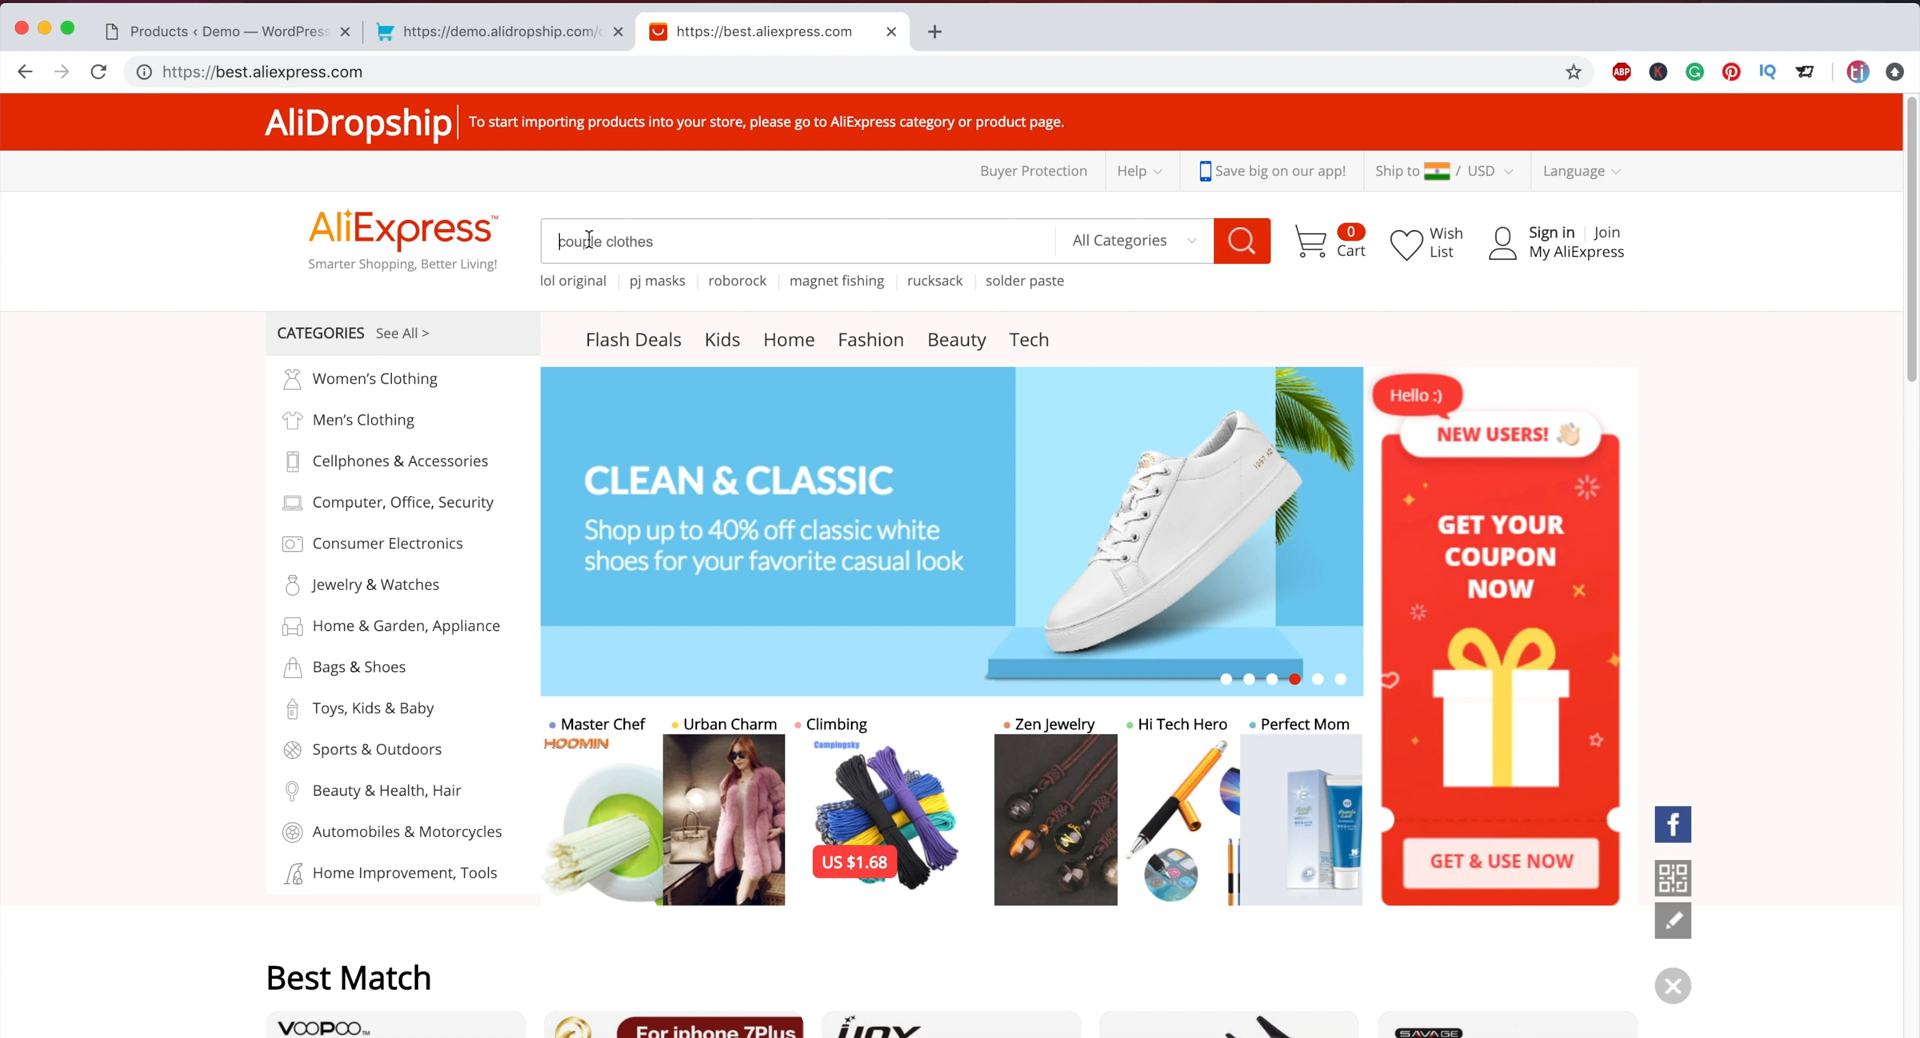 Products ‹ Demo — WordPress
https://demo.alidropship.com/c
https://best.aliexpress.com
https://best.aliexpress.com
ABP
K
G
IQ
ti
AliDropship
To start importing products into your store, please go to AliExpress category or product page.
Buyer Protection
Help
Save big on our app!
Ship to / USD
Language
AliExpress™
Smarter Shopping, Better Living!
couple clothes
All Categories
0
Cart
Wish
List
Sign in Join
My AliExpress
lol original
pj masks
roborock
magnet fishing
rucksack
solder paste
CATEGORIES See All >
Flash Deals
Kids
Home
Fashion
Beauty
Tech
Women's Clothing
Men's Clothing
Cellphones & Accessories
Computer, Office, Security
Consumer Electronics
Jewelry & Watches
Home & Garden, Appliance
Bags & Shoes
Toys, Kids & Baby
Sports & Outdoors
Beauty & Health, Hair
Automobiles & Motorcycles
Home Improvement, Tools
CLEAN & CLASSIC
Shop up to 40% off classic white
shoes for your favorite casual look
Hello :)
NEW USERS!
GET YOUR
COUPON
NOW
GET & USE NOW
Master Chef
Urban Charm
Climbing
Zen Jewelry
Hi Tech Hero
Perfect Mom
HOOMIN
Campingsky
US $1.68
Best Match
VOOPOO™
For iphone 7Plus
iJOY
SAVAGE